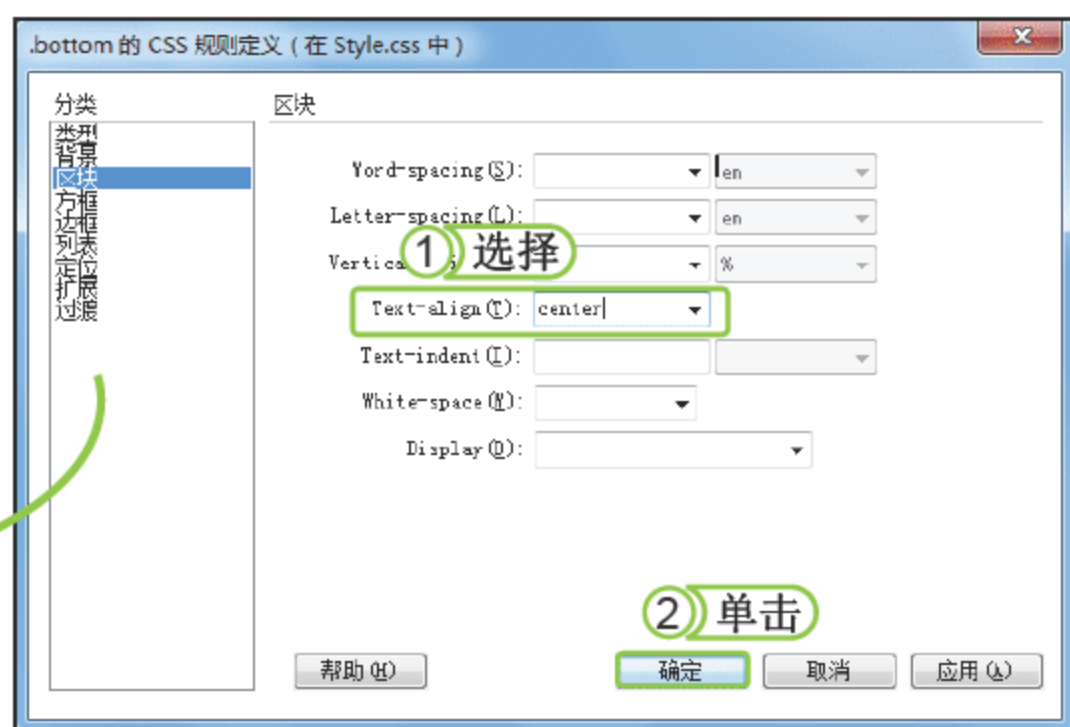 .bottom 的 CSS 规则定义 ( 在 Style.css 中 )
分类
类型
背景
区块
方框
边框
列表
定位
扩展
过渡
区块
Word-spacing(S):
en
Letter-spacing(L):
en
① 选择
%
Text-align(T): center
Text-indent(I):
White-space(W):
Display(D):
② 单击
帮助(H)
确定
取消
应用(A)